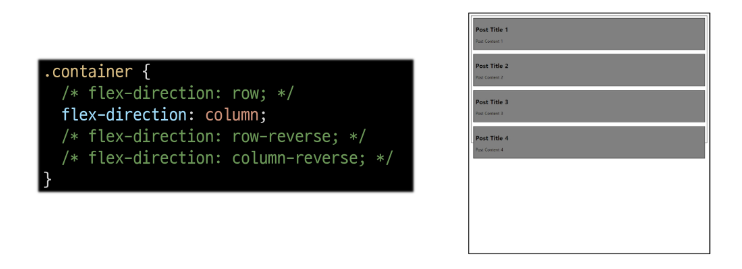 .container {
/* flex-direction: row; */
flex-direction: column;
/* flex-direction: row-reverse; */
/* flex-direction: column-reverse; */
}
Post Title 1
Post Content 1
Post Title 2
Post Content 2
Post Title 3
Post Content 3
Post Title 4
Post Content 4